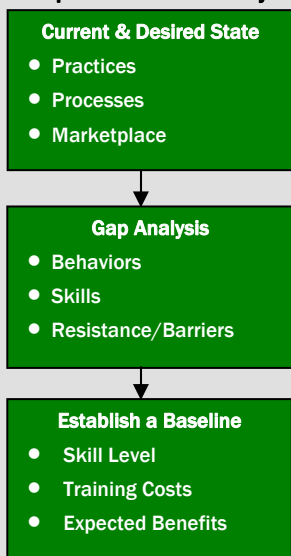 Current & Desired State
● Practices
● Processes
● Marketplace
Gap Analysis
● Behaviors
● Skills
● Resistance/Barriers
Establish a Baseline
● Skill Level
● Training Costs
● Expected Benefits